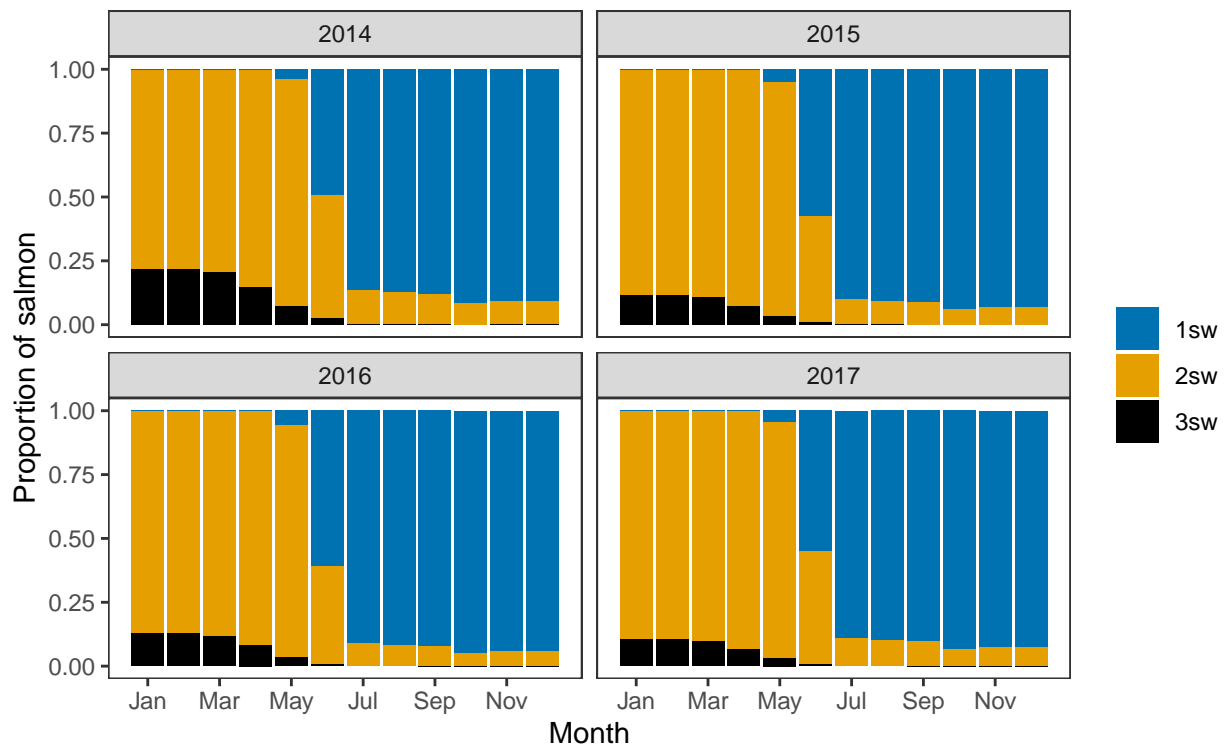 2014
2015
1.00
0.75
0.50
0.25
0.00
2016
2017
1.00
0.75
0.50
0.25
0.00
Jan Mar May Jul Sep Nov
Jan Mar May Jul Sep Nov
Month
Proportion of salmon
1sw
2sw
3sw